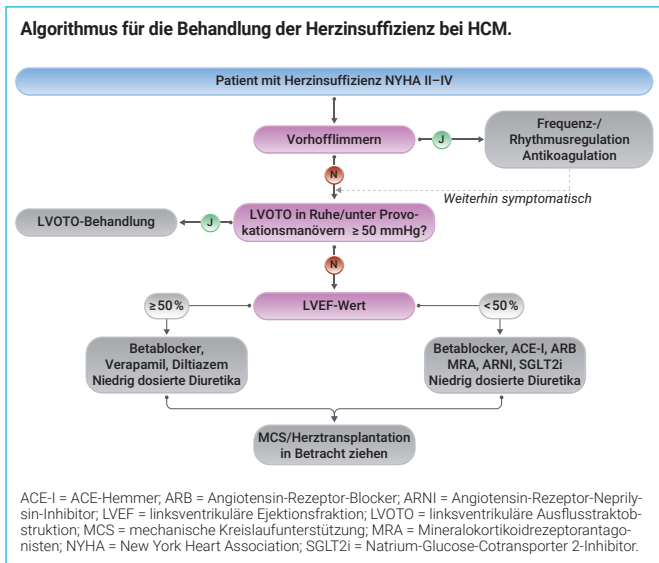 Algorithmus für die Behandlung der Herzinsuffizienz bei HCM.
Patient mit Herzinsuffizienz NYHA II–IV
Vorhofflimmern
J
Frequenz-/
Rhythmusregulation
Antikoagulation
N
Weiterhin symptomatisch
LVOTO-Behandlung
J
LVOTO in Ruhe/unter Provo-
kationsmanövern ≥ 50 mmHg?
N
≥ 50 %
LVEF-Wert
< 50 %
Betablocker,
Verapamil, Diltiazem
Niedrig dosierte Diuretika
Betablocker, ACE-I, ARB
MRA, ARNI, SGLT2i
Niedrig dosierte Diuretika
MCS/Herztransplantation
in Betracht ziehen
ACE-I = ACE-Hemmer; ARB = Angiotensin-Rezeptor-Blocker; ARNI = Angiotensin-Rezeptor-Neprily-
sin-Inhibitor; LVEF = linksventrikuläre Ejektionsfraktion; LVOTO = linksventrikuläre Ausflusstraktob-
struktion; MCS = mechanische Kreislaufunterstützung; MRA = Mineralokortikoidrezeptorantago-
nisten; NYHA = New York Heart Association; SGLT2i = Natrium-Glucose-Cotransporter 2-Inhibitor.